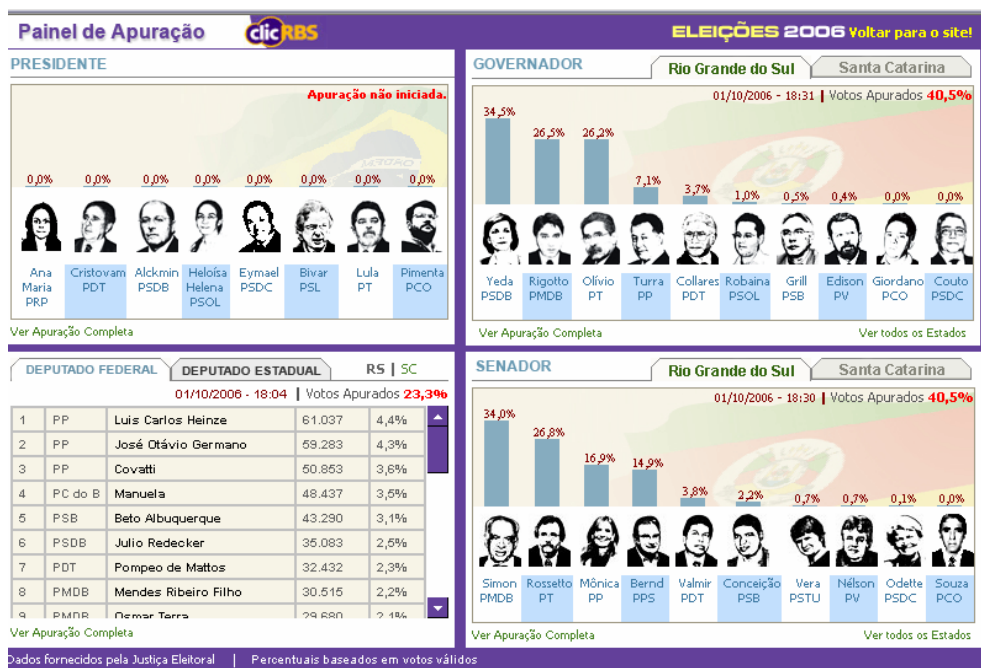 Painel de Apuração
clicRBS
ELEIÇÕES 2006 Voltar para o site!
PRESIDENTE
Apuração não iniciada.
0,0% 0,0% 0,0% 0,0% 0,0% 0,0% 0,0% 0,0%
Ana Cristovam Alckmin Heloísa Eymael Bivar Lula Pimenta
Maria PDT PSDB Helena PSDC PSL PT PCO
PRP PSOL
Ver Apuração Completa
GOVERNADOR Rio Grande do Sul Santa Catarina
01/10/2006 - 18:31 | Votos Apurados 40,5%
34,5%
26,5% 26,2%
7,1%
3,7%
1,0% 0,5% 0,4% 0,0% 0,0%
Yeda Rigotto Olívio Turra Collares Robaina Grill Edison Giordano Couto
PSDB PMDB PT PP PDT PSOL PSB PV PCO PSDC
Ver Apuração Completa Ver todos os Estados
DEPUTADO FEDERAL DEPUTADO ESTADUAL RS | SC
01/10/2006 - 18:04 | Votos Apurados 23,3%
1 PP Luis Carlos Heinze 61.037 4,4%
2 PP José Otávio Germano 59.283 4,3%
3 PP Covatti 50.853 3,6%
4 PC do B Manuela 48.437 3,5%
5 PSB Beto Albuquerque 43.290 3,1%
6 PSDB Julio Redecker 35.083 2,5%
7 PDT Pompeo de Mattos 32.432 2,3%
8 PMDB Mendes Ribeiro Filho 30.515 2,2%
9 PMDB Osmar Terra 29.680 2,1%
Ver Apuração Completa
SENADOR Rio Grande do Sul Santa Catarina
01/10/2006 - 18:30 | Votos Apurados 40,5%
34,0%
26,8%
16,9% 14,9%
3,8% 2,2% 0,7% 0,7% 0,1% 0,0%
Simon Rossetto Mônica Bernd Valmir Conceição Vera Nélson Odette Souza
PMDB PT PP PPS PDT PSB PSTU PV PSDC PCO
Ver Apuração Completa Ver todos os Estados
Dados fornecidos pela Justiça Eleitoral | Percentuais baseados em votos válidos